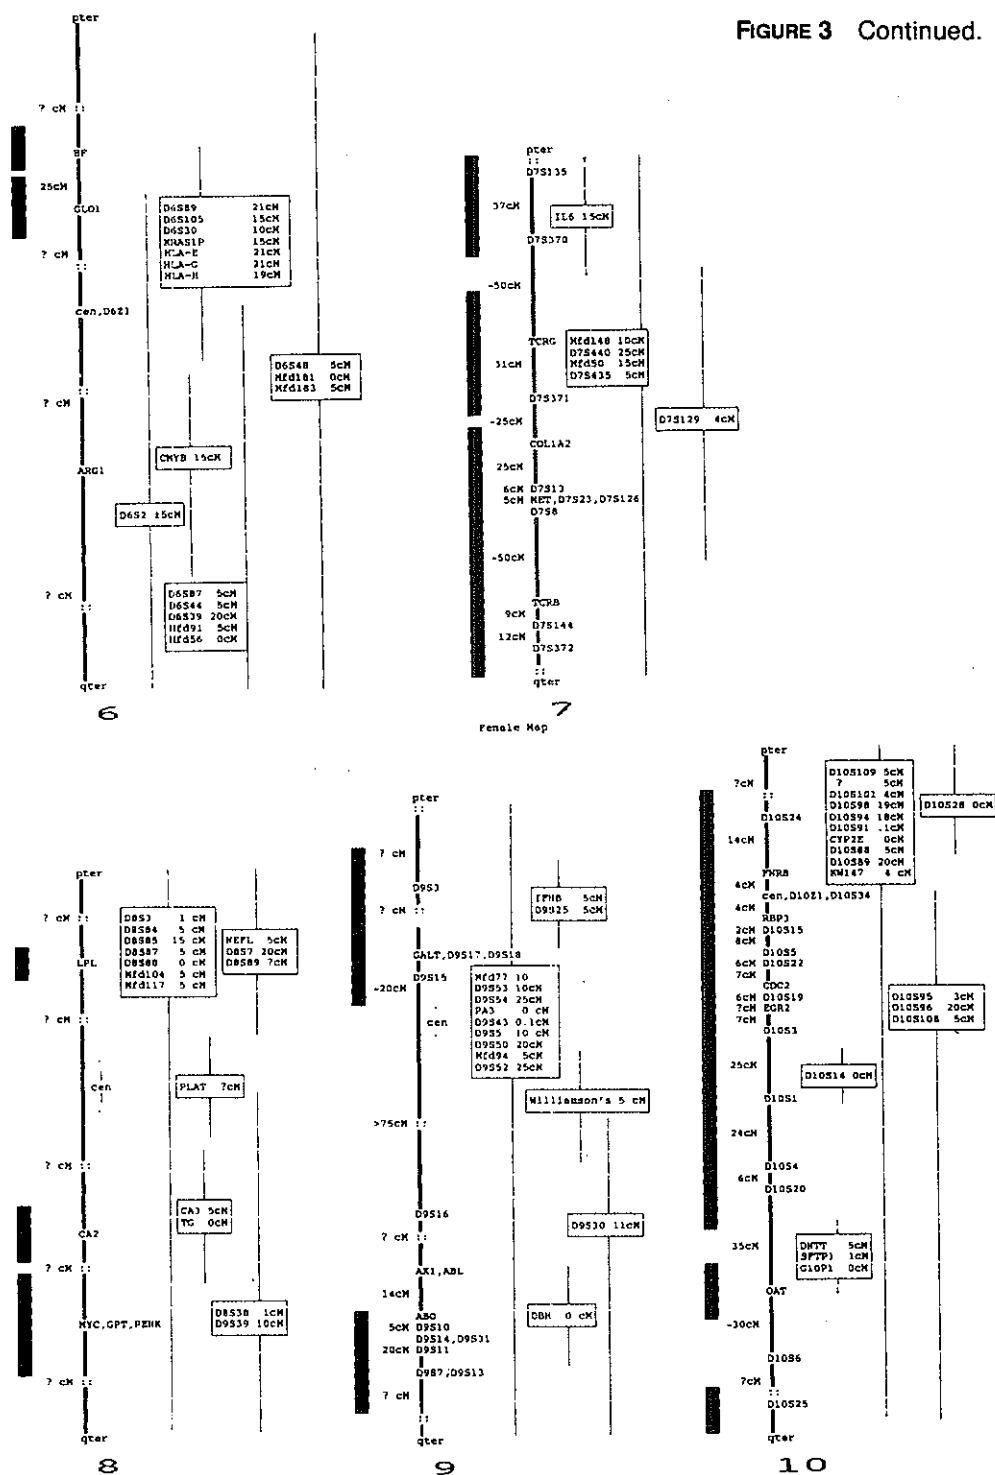 FIGURE 3 Continued.
pter
? cM
BF
25cM
GLO1
? cM
cen,D6Z1
? cM
ARG1
? cM
qter
6
D6S89 21cM
D6S105 15cM
D6S30 10cM
KRAS1P 15cM
HLA-E 21cM
HLA-G 21cM
HLA-H 19cM
D6S48 5cM
Mfd181 0cM
Mfd183 5cM
CMYB 15cM
D6S2 15cM
D6S87 5cM
D6S44 5cM
D6S39 20cM
Mfd91 5cM
Mfd56 0cM
pter
D7S135
37cM
D7S370
~50cM
TCRG
31cM
D7S371
~25cM
COL1A2
25cM
6cM D7S13
5cM MET,D7S23,D7S126
D7S8
~50cM
TCRB
9cM
D7S144
12cM
D7S372
qter
7
IL6 15cM
Mfd148 10cM
D7S440 25cM
Mfd50 15cM
D7S435 5cM
D7S129 4cM
Female Map
pter
? cM
LPL
? cM
cen
? cM
CA2
? cM
MYC,GPT,PENK
? cM
qter
8
D8S3 1 cM
D8S84 5 cM
D8S85 15 cM
D8S87 5 cM
D8S88 0 cM
Mfd104 5 cM
Mfd117 5 cM
NEFL 5cM
D8S7 20cM
D8S89 7cM
PLAT 7cM
CA3 5cM
TG 0cM
D8S38 1cM
D9S39 10cM
pter
? cM
D9S3
? cM
GALT,D9S17,D9S18
D9S15
~20cM
cen
>75cM
D9S16
? cM
AK1,ABL
14cM
ABO
5cM D9S10
D9S14,D9S31
20cM D9S11
D9S7,D9S13
? cM
qter
9
IFNB 5cM
D9S25 5cM
Mfd77 10
D9S53 10cM
D9S54 25cM
PA3 0 cM
D9S43 0.1cM
D9S5 10 cM
D9S50 20cM
Mfd94 5cM
D9S52 25cM
Williamson's 5 cM
D9S30 11cM
DBH 0 cM
pter
?cM
D10S24
14cM
FNRB
4cM
cen,D10Z1,D10S34
4cM
RBP3
2cM D10S15
8cM
D10S5
6cM D10S22
7cM
CDC2
6cM D10S19
?cM EGR2
7cM
D10S3
25cM
D10S1
24cM
D10S4
6cM
D10S20
35cM
OAT
~30cM
D10S6
7cM
D10S25
qter
10
D10S109 5cM
? 5cM
D10S101 4cM
D10S98 19cM
D10S94 18cM
D10S91 .1cM
CYP2E 0cM
D10S88 5cM
D10S89 20cM
KW147 4 cM
D10S28 0cM
D10S95 3cM
D10S96 20cM
D10S108 5cM
D10S14 0cM
DNTT 5cM
SFTP1 1cM
G10P1 0cM